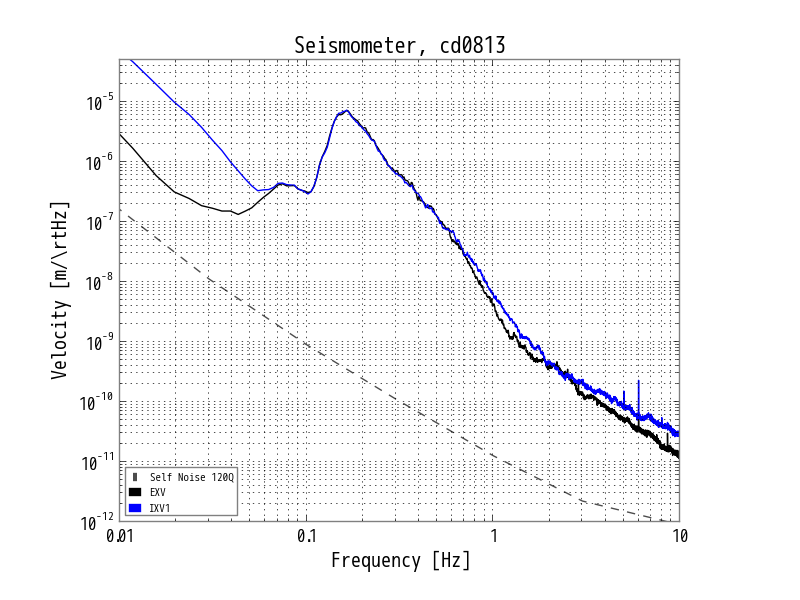 Seismometer, cd0813
Velocity [m/\rtHz]
10-5
10-6
10-7
10-8
10-9
10-10
10-11
10-12
Self Noise 120Q
EXV
IXV1
0.01 0.1 1 10
Frequency [Hz]